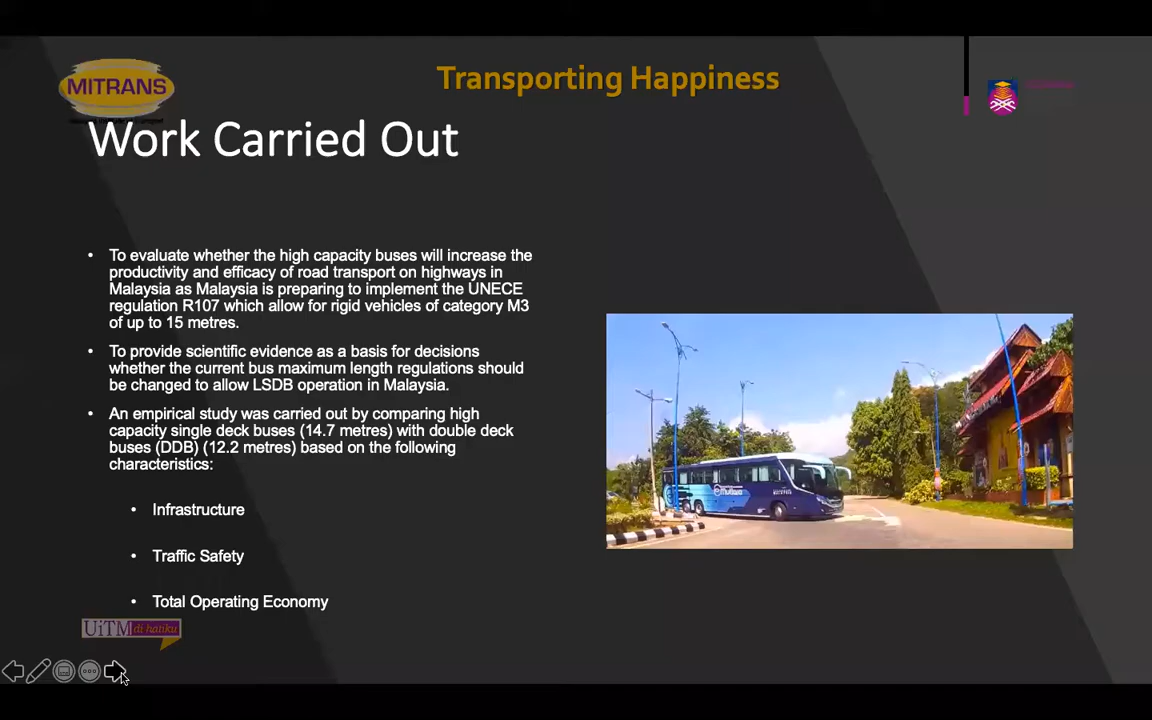 MITRANS
Transporting Happiness
Work Carried Out
• To evaluate whether the high capacity buses will increase the
productivity and efficacy of road transport on highways in
Malaysia as Malaysia is preparing to implement the UNECE
regulation R107 which allow for rigid vehicles of category M3
of up to 15 metres.
• To provide scientific evidence as a basis for decisions
whether the current bus maximum length regulations should
be changed to allow LSDB operation in Malaysia.
• An empirical study was carried out by comparing high
capacity single deck buses (14.7 metres) with double deck
buses (DDB) (12.2 metres) based on the following
characteristics:
• Infrastructure
• Traffic Safety
• Total Operating Economy
UiTM di hatiku